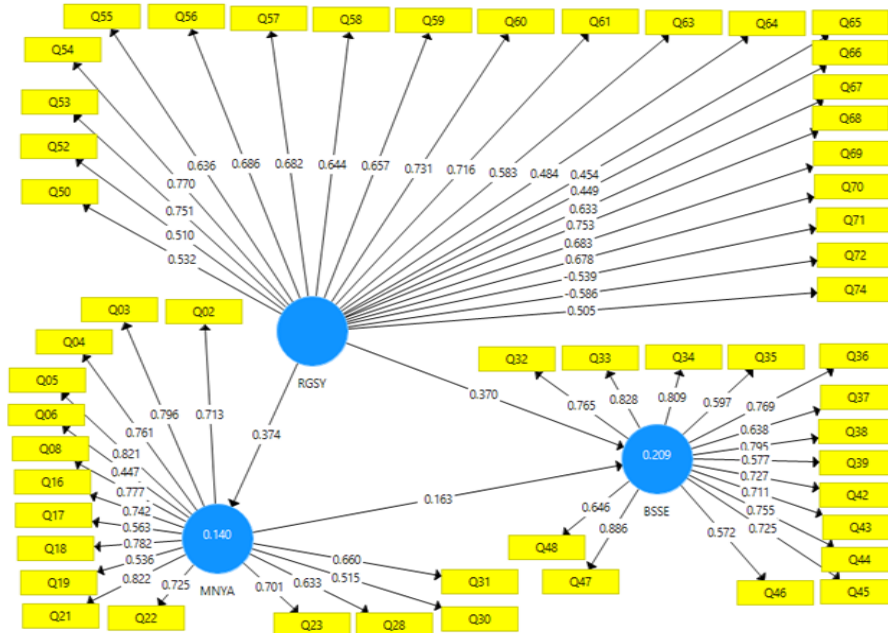 Q55
Q56
Q57
Q58
Q59
Q60
Q61
Q63
Q64
Q65
Q54
Q66
Q53
Q67
Q52
Q68
Q50
Q69
Q70
Q71
Q72
Q74
0.636
0.686
0.682
0.644
0.657
0.731
0.716
0.583
0.484
0.454
0.770
0.449
0.751
0.633
0.510
0.753
0.532
0.683
0.678
-0.539
-0.586
0.505
RGSY
0.374
0.370
0.163
Q03
Q02
Q04
Q05
Q06
Q08
Q16
Q17
Q18
Q19
Q21
Q22
Q23
Q28
Q30
Q31
0.796
0.713
0.761
0.821
0.447
0.777
0.742
0.563
0.782
0.536
0.822
0.725
0.701
0.633
0.515
0.660
0.140
MNYA
Q32
Q33
Q34
Q35
Q36
Q37
Q38
Q39
Q42
Q43
Q44
Q45
Q46
Q47
Q48
0.765
0.828
0.809
0.597
0.769
0.638
0.795
0.577
0.727
0.711
0.755
0.725
0.572
0.886
0.646
0.209
BSSE